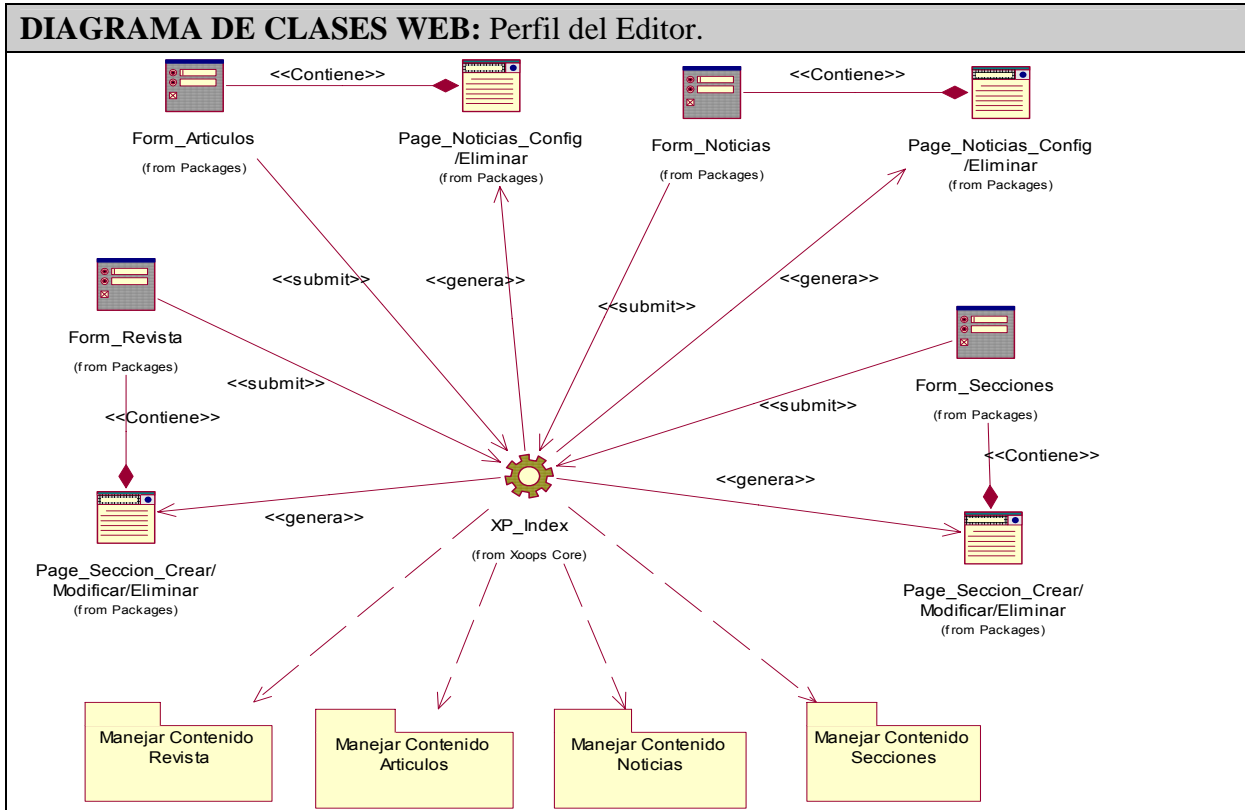 DIAGRAMA DE CLASES WEB: Perfil del Editor.
<<Contiene>>
<<Contiene>>
Form_Articulos
(from Packages)
Page_Noticias_Config
/Eliminar
(from Packages)
Form_Noticias
(from Packages)
Page_Noticias_Config
/Eliminar
(from Packages)
<<submit>>
<<genera>>
<<submit>>
<<genera>>
Form_Revista
(from Packages)
<<submit>>
<<Contiene>>
Form_Secciones
(from Packages)
<<submit>>
<<Contiene>>
<<genera>>
<<genera>>
XP_Index
(from Xoops Core)
Page_Seccion_Crear/
Modificar/Eliminar
(from Packages)
Page_Seccion_Crear/
Modificar/Eliminar
(from Packages)
Manejar Contenido
Revista
Manejar Contenido
Articulos
Manejar Contenido
Noticias
Manejar Contenido
Secciones